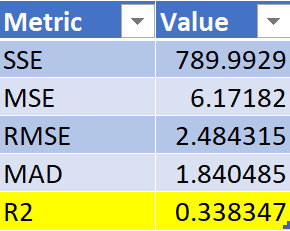 Metric Value
SSE 789.9929
MSE 6.17182
RMSE 2.484315
MAD 1.840485
R2 0.338347